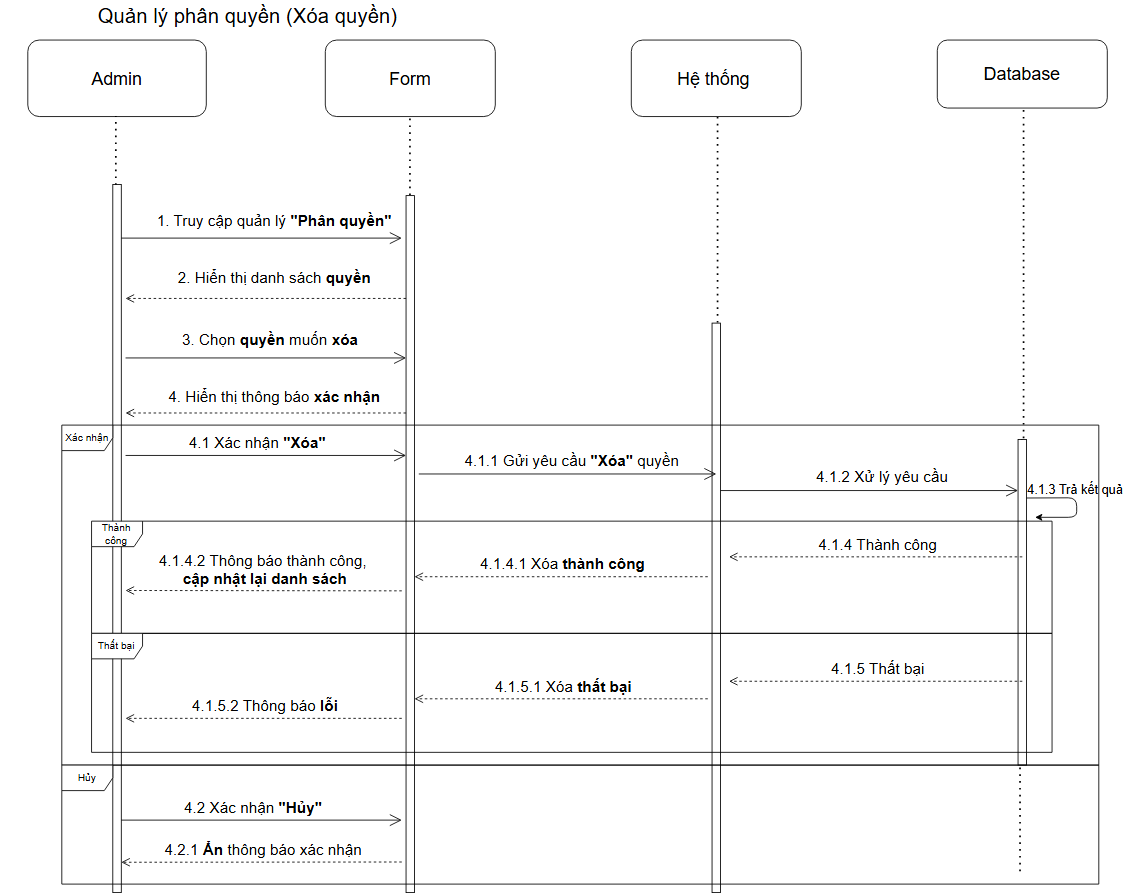 Quản lý phân quyền (Xóa quyền)
Admin
Form
Hệ thống
Database
1. Truy cập quản lý "Phân quyền"
2. Hiển thị danh sách quyền
3. Chọn quyền muốn xóa
4. Hiển thị thông báo xác nhận
Xác nhận
4.1 Xác nhận "Xóa"
4.1.1 Gửi yêu cầu "Xóa" quyền
4.1.2 Xử lý yêu cầu
4.1.3 Trả kết quả
Thành
công
4.1.4 Thành công
4.1.4.1 Xóa thành công
4.1.4.2 Thông báo thành công,
cập nhật lại danh sách
Thất bại
4.1.5 Thất bại
4.1.5.1 Xóa thất bại
4.1.5.2 Thông báo lỗi
Hủy
4.2 Xác nhận "Hủy"
4.2.1 Ẩn thông báo xác nhận